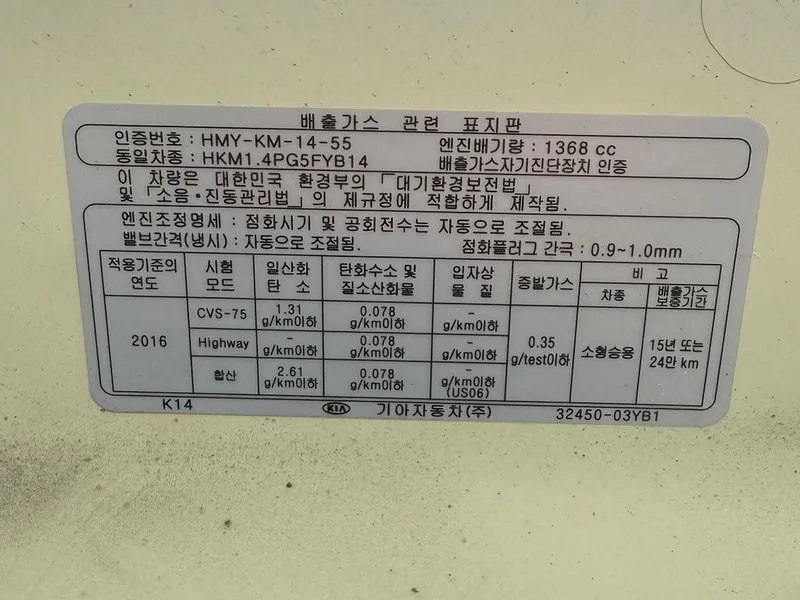 배출가스 관련 표지판
인증번호 : HMY-KM-14-55 엔진배기량 : 1368 cc
동일차종 : HKM1.4PG5FYB14 배출가스자기진단장치 인증
이 차량은 대한민국 환경부의 「대기환경보전법」
및 「소음·진동관리법」의 제규정에 적합하게 제작됨.
엔진조정명세 : 점화시기 및 공회전수는 자동으로 조절됨.
밸브간격(냉시) : 자동으로 조절됨. 점화플러그 간극 : 0.9~1.0mm
적용기준의 연도 시험 모드 일산화 탄소 탄화수소 및 질소산화물 입자상 물질 증발가스 비고
차종 배출가스 보증기간
2016 CVS-75 1.31 g/km이하 0.078 g/km이하 - g/km이하 0.35 g/test이하 소형승용 15년 또는 24만 km
Highway - g/km이하 0.078 g/km이하 - g/km이하
합산 2.61 g/km이하 0.078 g/km이하 - g/km이하 (US06)
K14 KIA 기아자동차(주) 32450-03YB1